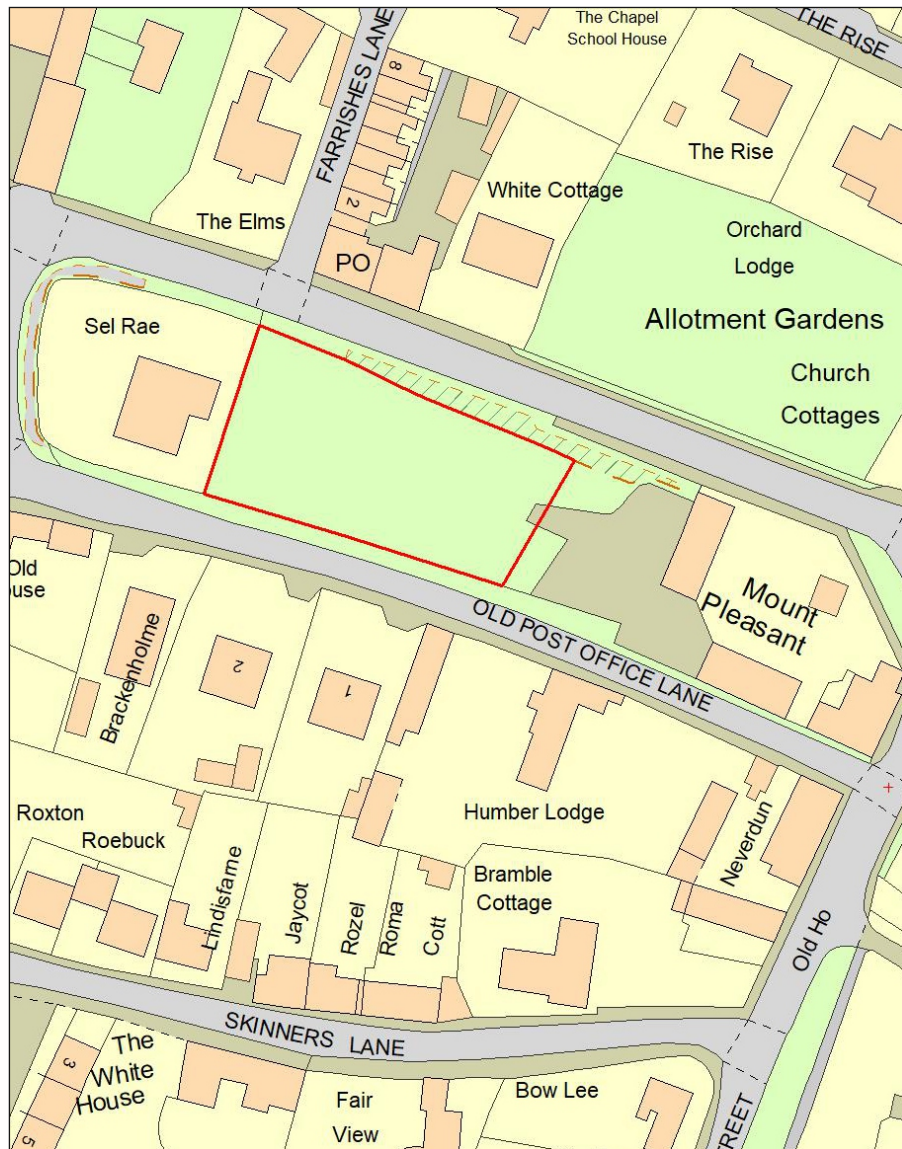 The Chapel
School House
THE RISE
FARRISHES LANE
8
2
The Rise
White Cottage
The Elms
Orchard
Lodge
PO
Allotment Gardens
Sel Rae
Church
Cottages
Mount
Pleasant
OLD POST OFFICE LANE
Old
ouse
Brackenholme
2
1
Roxton
Roebuck
Humber Lodge
Neverdun
Lindisfarne
Jaycot
Rozel
Roma
Cott
Bramble
Cottage
Old Ho
SKINNERS LANE
The
White
House
3
5
Fair
View
Bow Lee
REET